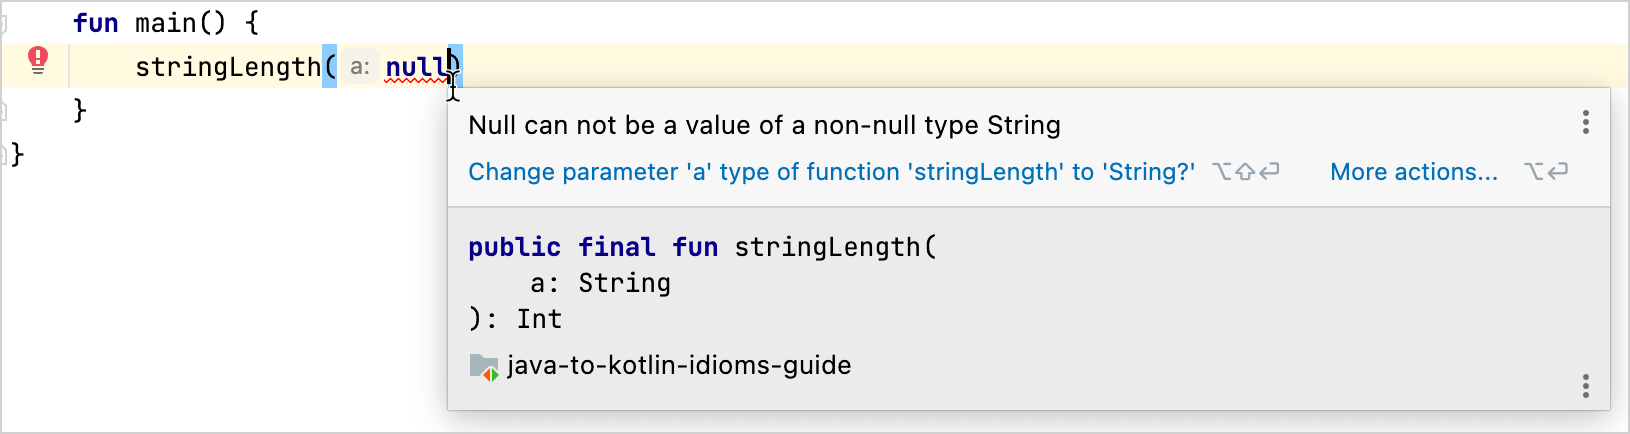 fun main() {
stringLength( a: null)
}
}
Null can not be a value of a non-null type String
Change parameter 'a' type of function 'stringLength' to 'String?' ⌥⇧⏎ More actions... ⌥⏎
public final fun stringLength(
a: String
): Int
java-to-kotlin-idioms-guide